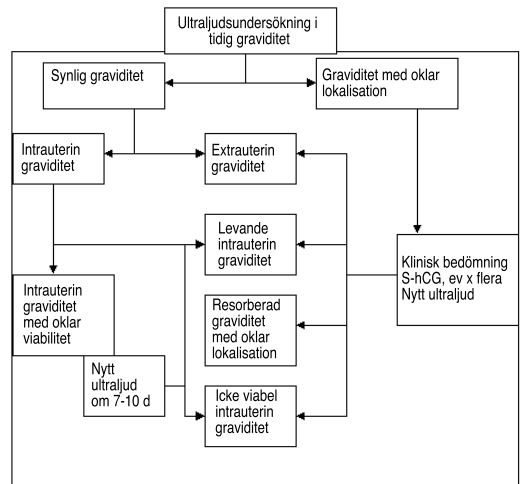 Ultraljudsundersökning i
tidig graviditet
Synlig graviditet
Graviditet med oklar
lokalisation
Intrauterin
graviditet
Extrauterin
graviditet
Levande
intrauterin
graviditet
Klinisk bedömning
S-hCG, ev x flera
Nytt ultraljud
Intrauterin
graviditet
med oklar
viabilitet
Resorberad
graviditet
med oklar
lokalisation
Nytt
ultraljud
om 7-10 d
Icke viabel
intrauterin
graviditet